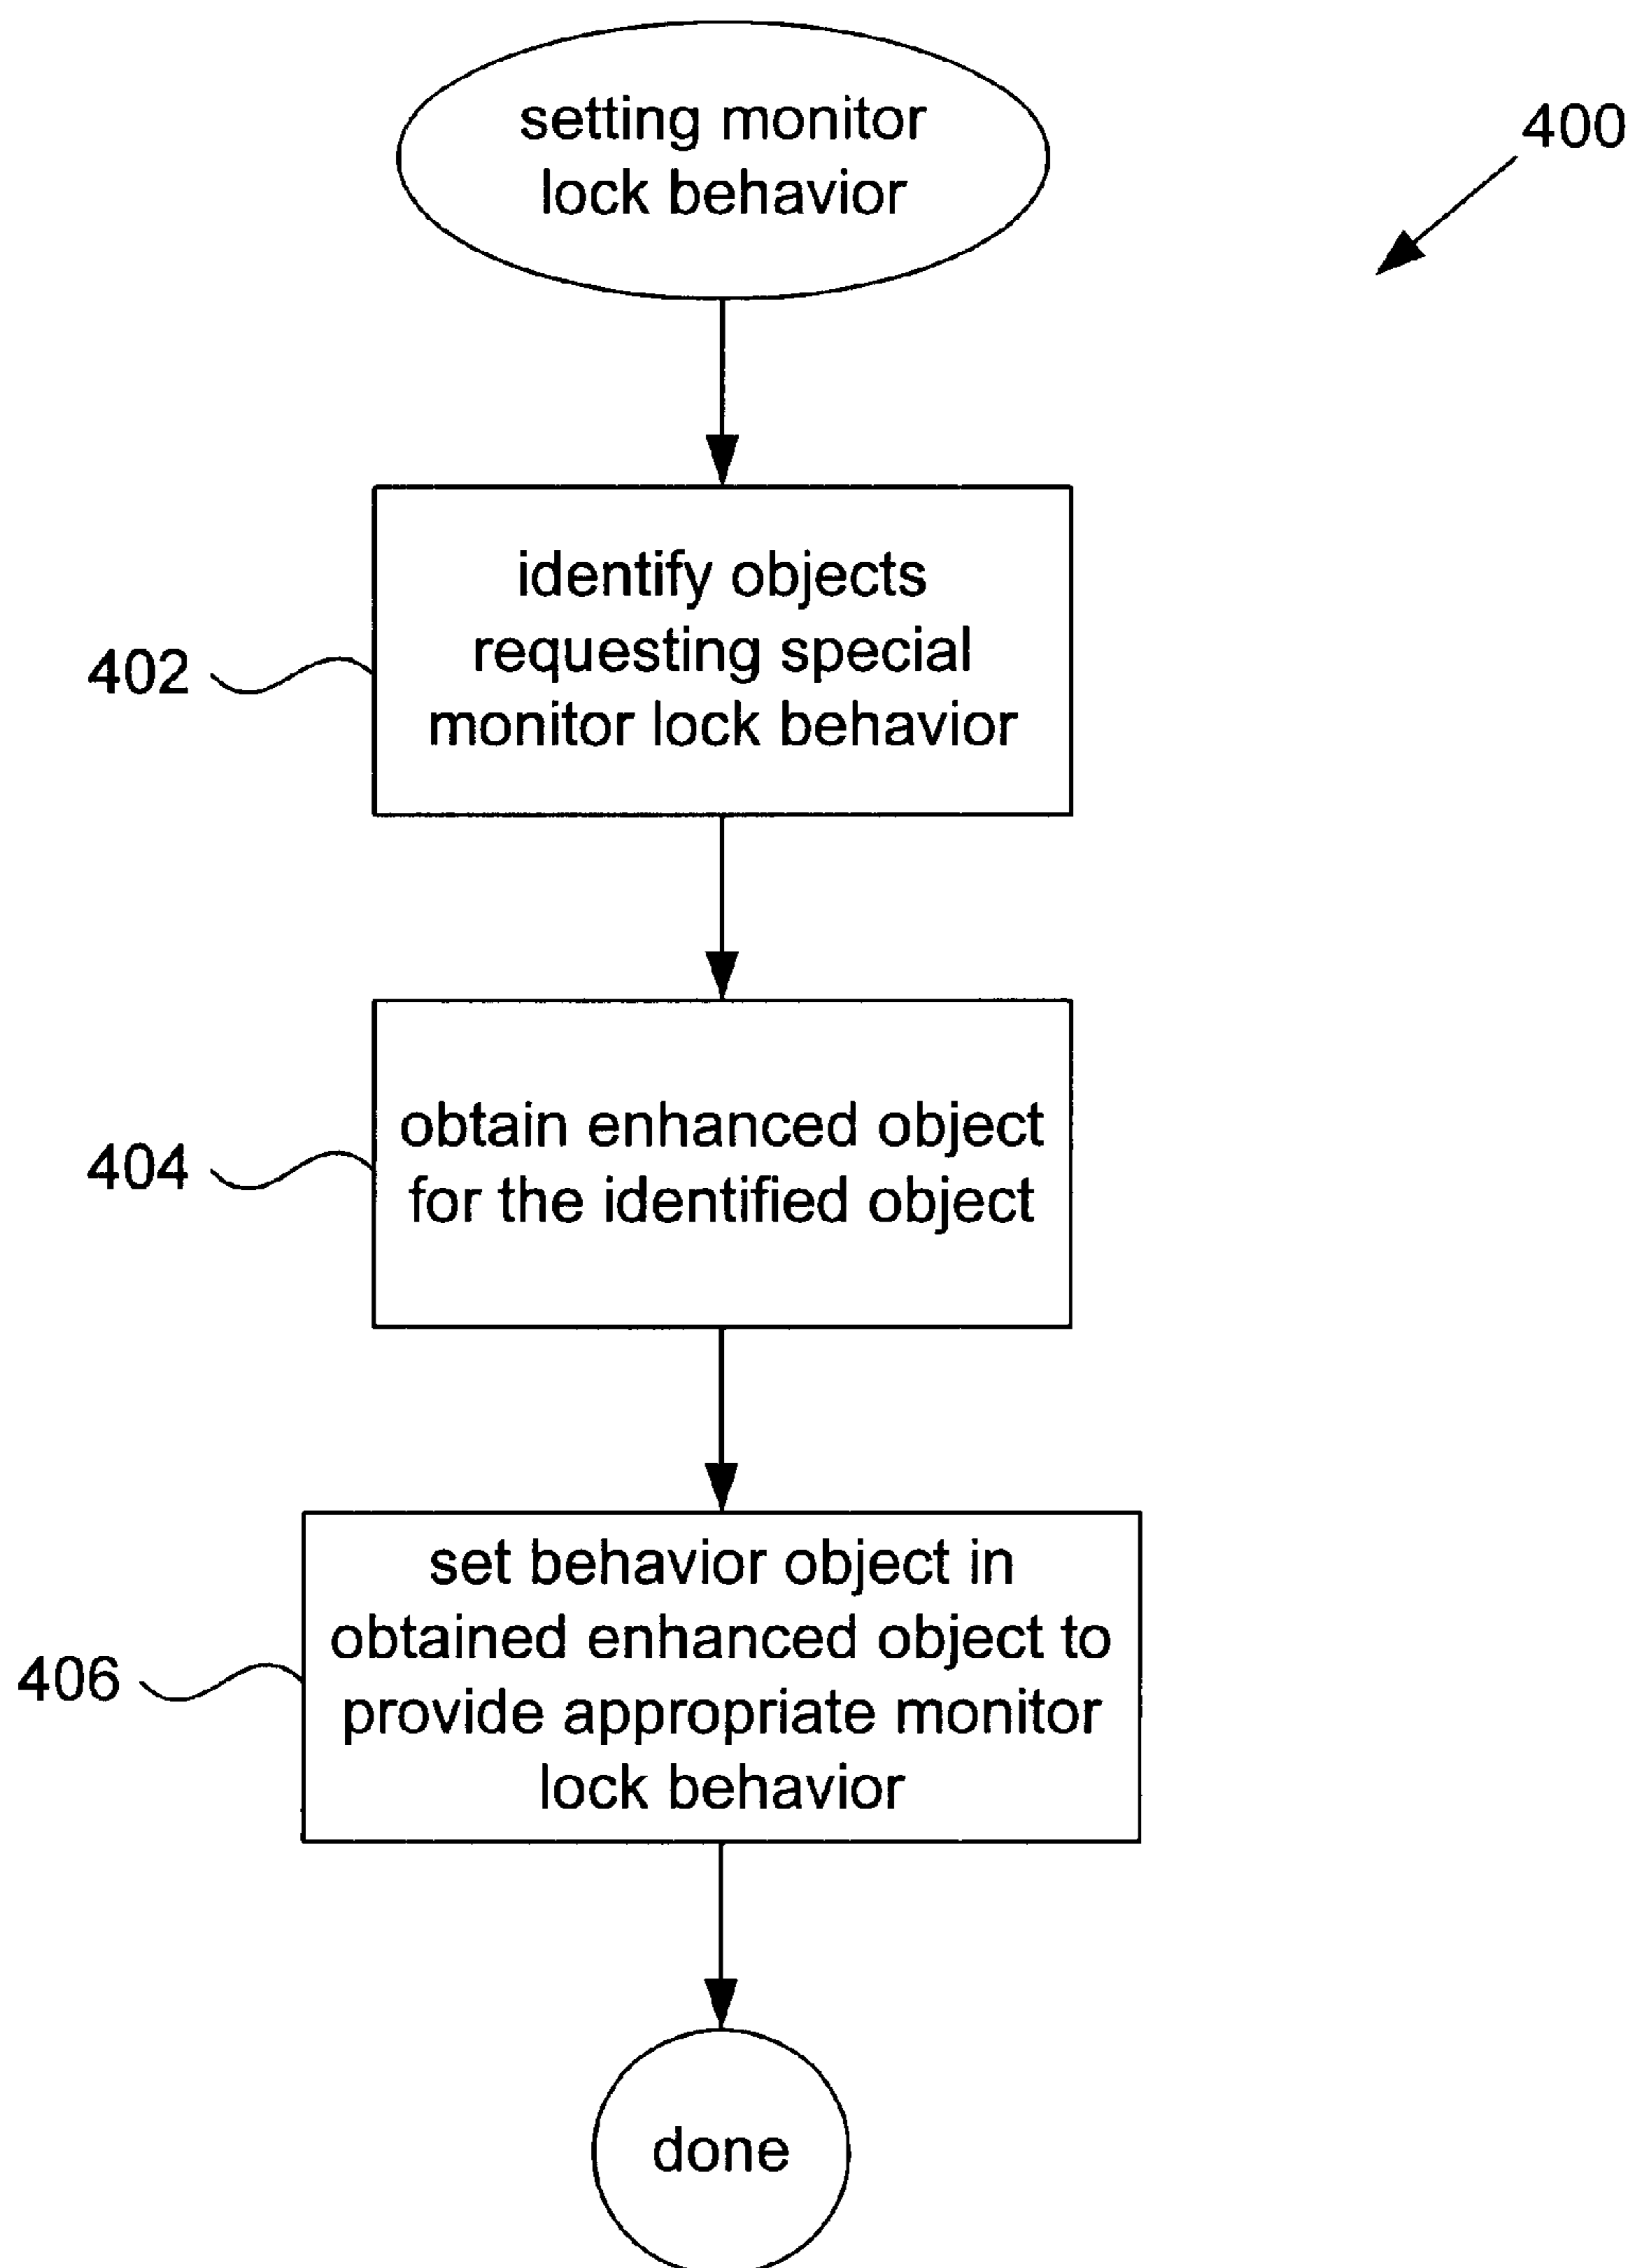 setting monitor
lock behavior
400
identify objects
requesting special
monitor lock behavior
402
obtain enhanced object
for the identified object
404
set behavior object in
obtained enhanced object to
provide appropriate monitor
lock behavior
406
done